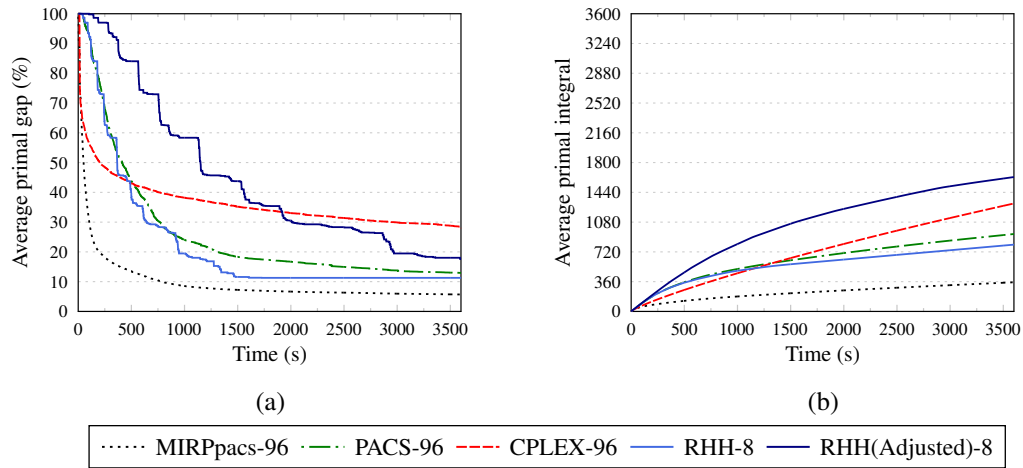 100
90
80
70
60
50
40
30
20
10
0
Average primal gap (%)
0 500 1000 1500 2000 2500 3000 3500
Time (s)
(a)
3600
3240
2880
2520
2160
1800
1440
1080
720
360
0
Average primal integral
0 500 1000 1500 2000 2500 3000 3500
Time (s)
(b)
MIRPpacs-96 PACS-96 CPLEX-96 RHH-8 RHH(Adjusted)-8